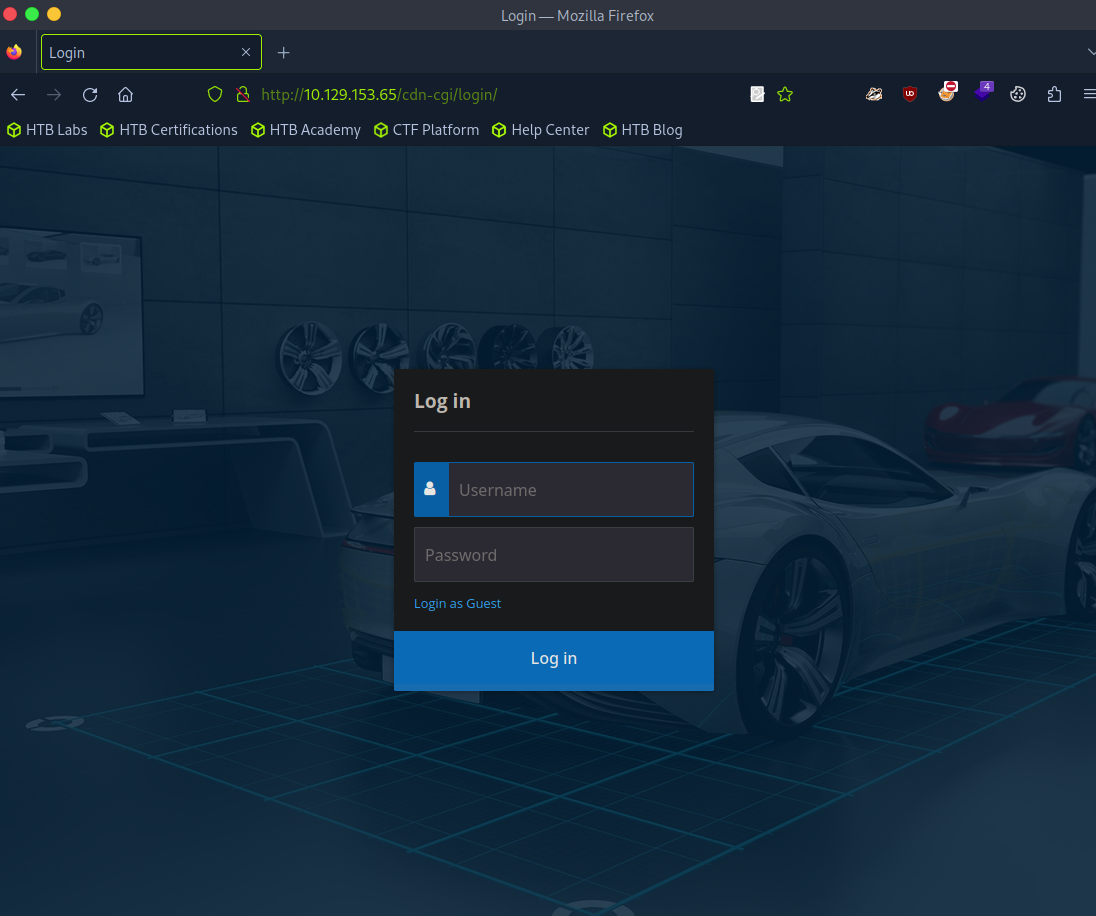 Login — Mozilla Firefox
Login
http://10.129.153.65/cdn-cgi/login/
4
HTB Labs HTB Certifications HTB Academy CTF Platform Help Center HTB Blog
Log in
Username
Password
Login as Guest
Log in